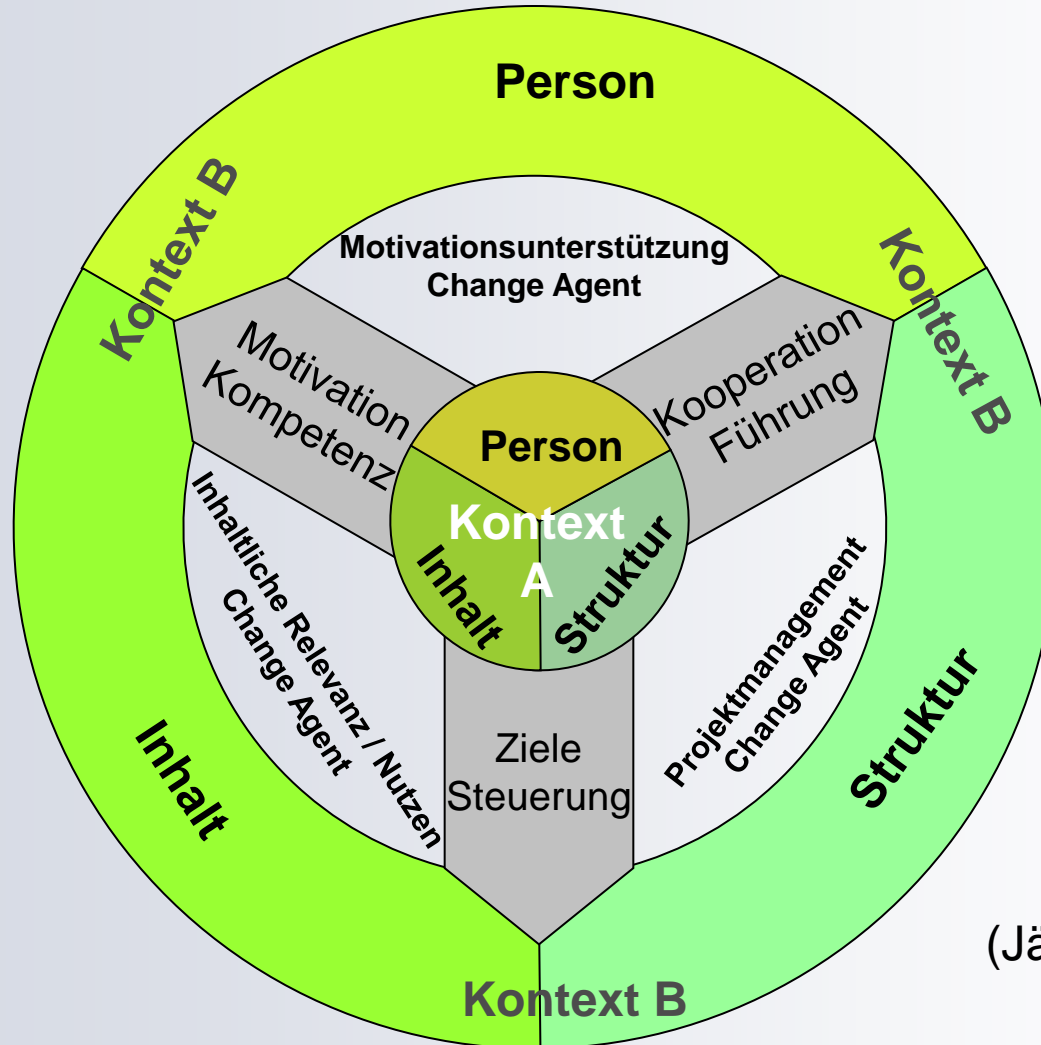 Person
Kontext B
Kontext B
Motivationsunterstützung
Change Agent
Motivation
Kompetenz
Kooperation
Führung
Person
Kontext
A
Inhalt
Struktur
Inhaltliche Relevanz / Nutzen
Change Agent
Projektmanagement
Change Agent
Ziele
Steuerung
Inhalt
Struktur
(Jä
Kontext B